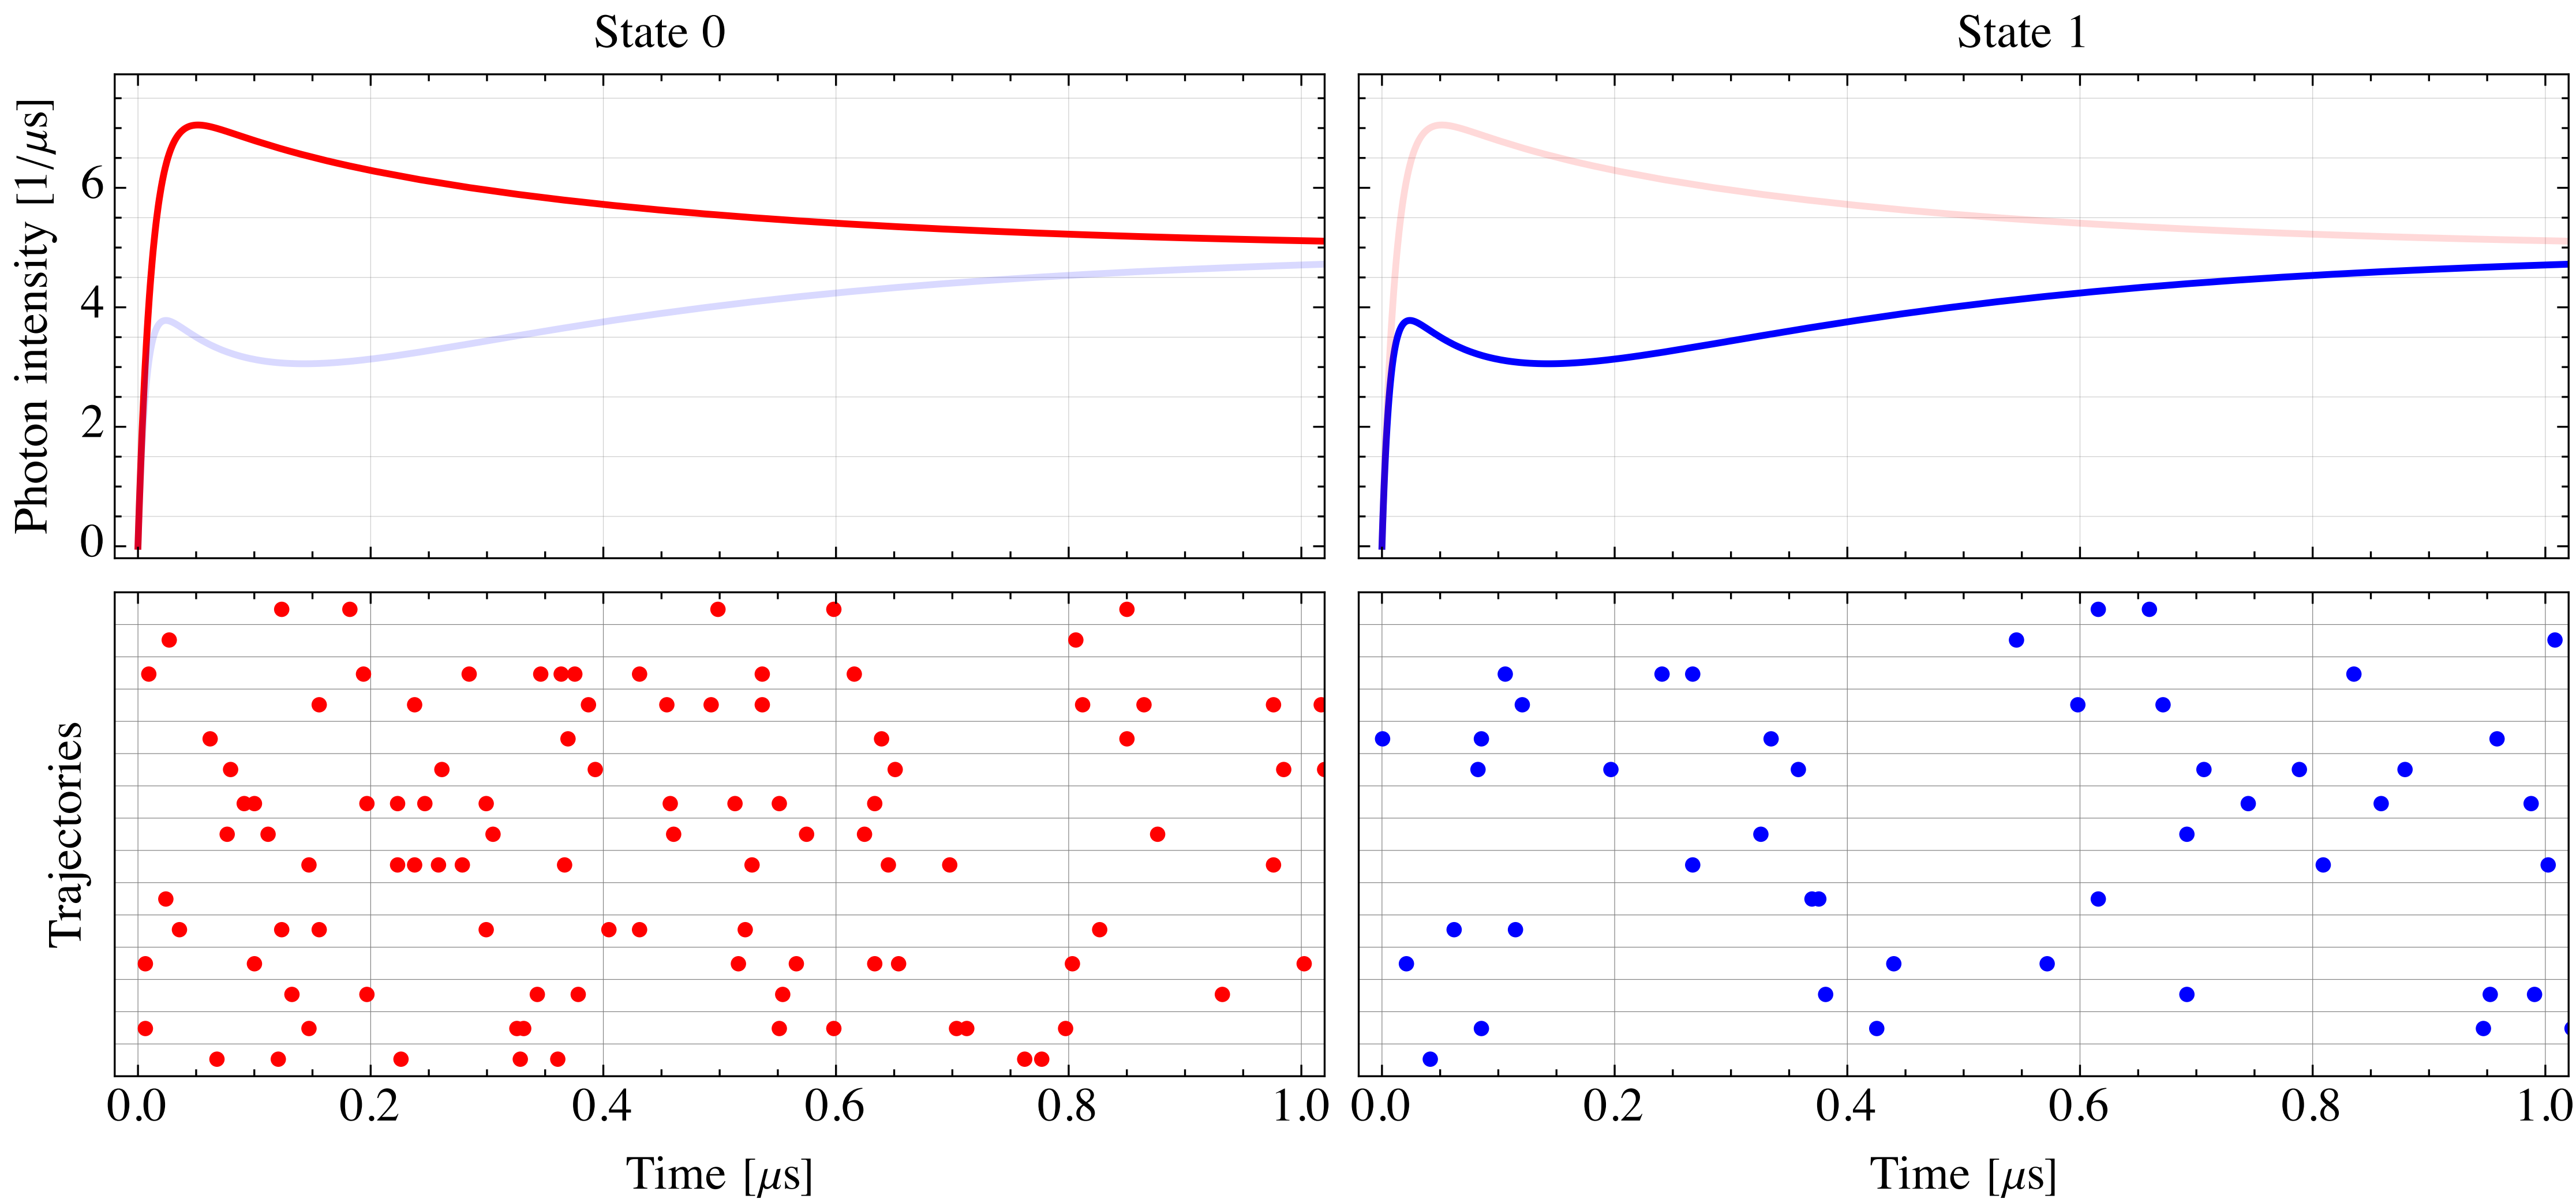 State 0
State 1
Photon intensity [1/μs]
6
4
2
0
Trajectories
0.0 0.2 0.4 0.6 0.8 1.0
0.0 0.2 0.4 0.6 0.8 1.0
Time [μs]
Time [μs]